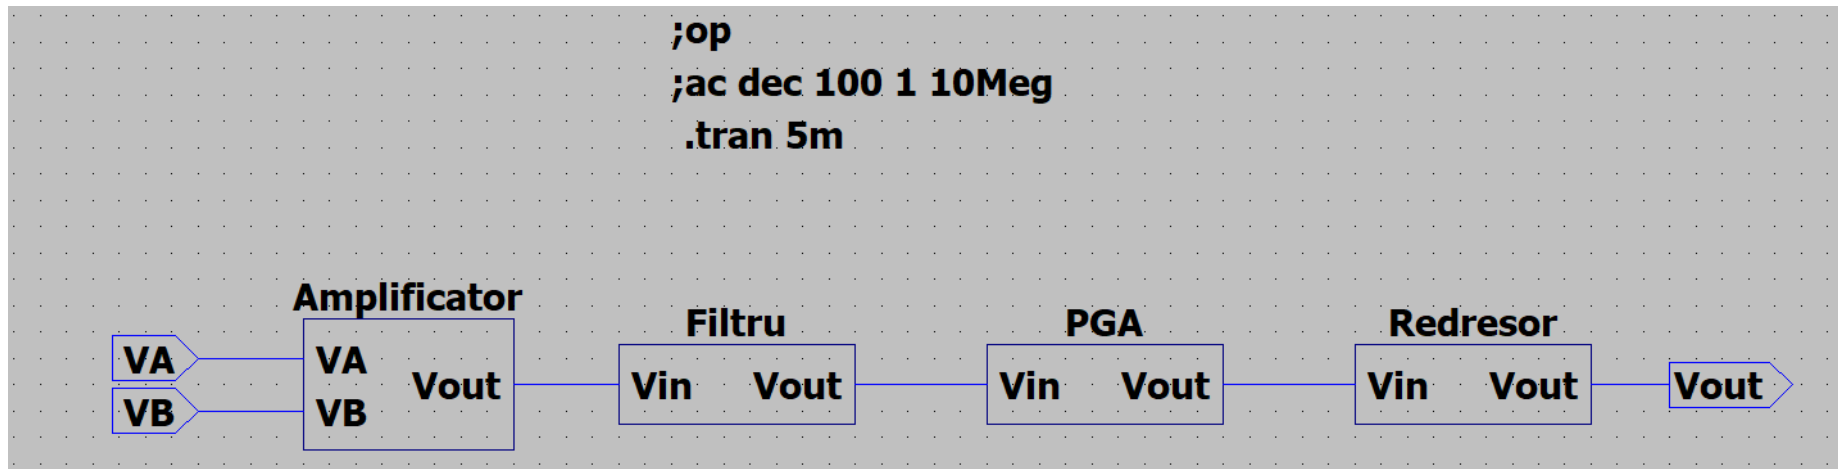 ;op
;ac dec 100 1 10Meg
.tran 5m
Amplificator
Filtru
PGA
Redresor
VA
VA
Vout
Vin
Vout
Vin
Vout
Vin
Vout
Vout
VB
VB